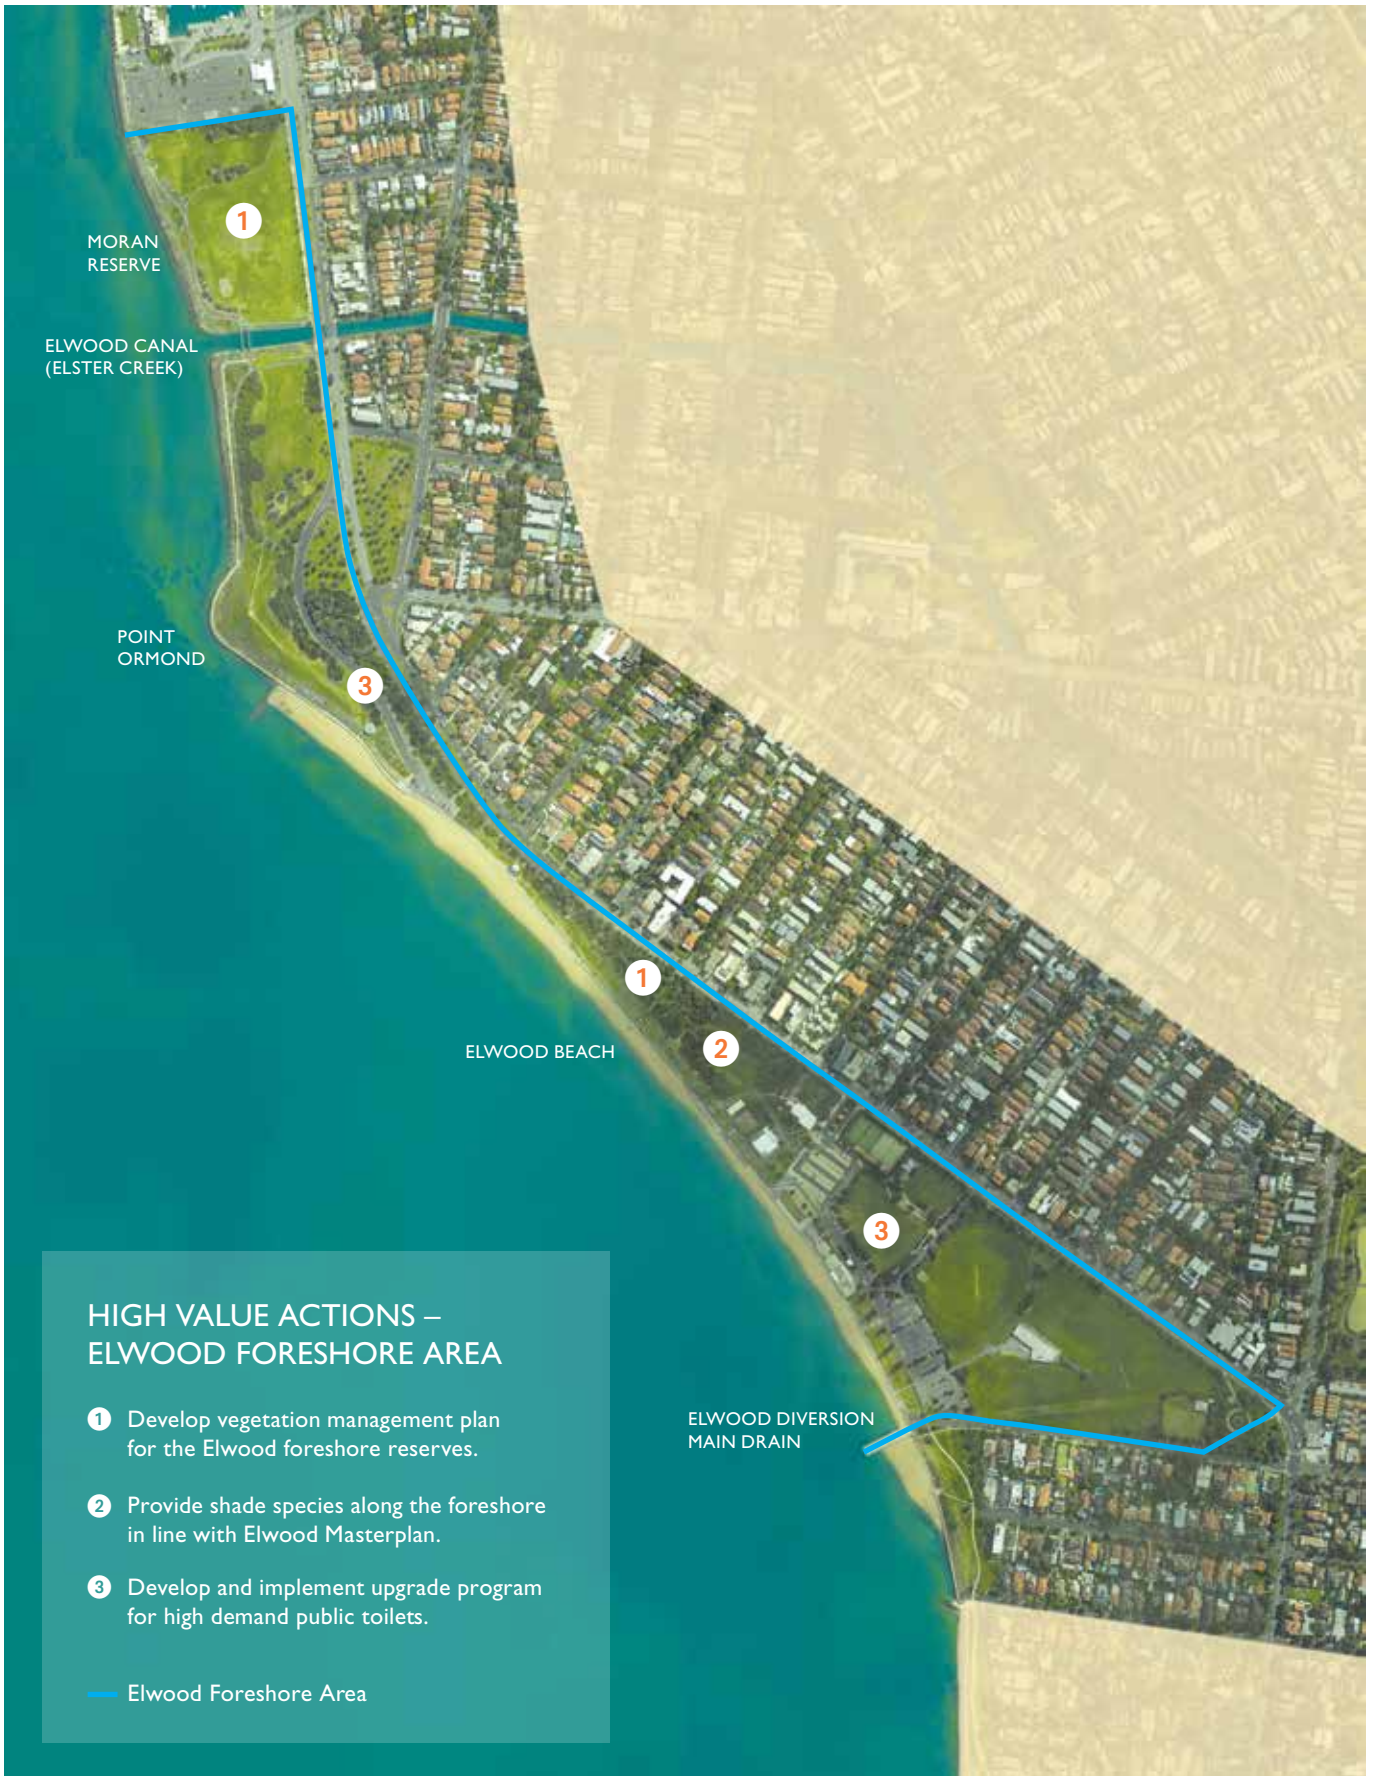 1
MORAN
RESERVE
ELWOOD CANAL
(ELSTER CREEK)
POINT
ORMOND
3
1
ELWOOD BEACH
2
3
HIGH VALUE ACTIONS –
ELWOOD FORESHORE AREA
1 Develop vegetation management plan
for the Elwood foreshore reserves.
2 Provide shade species along the foreshore
in line with Elwood Masterplan.
3 Develop and implement upgrade program
for high demand public toilets.
Elwood Foreshore Area
ELWOOD DIVERSION
MAIN DRAIN